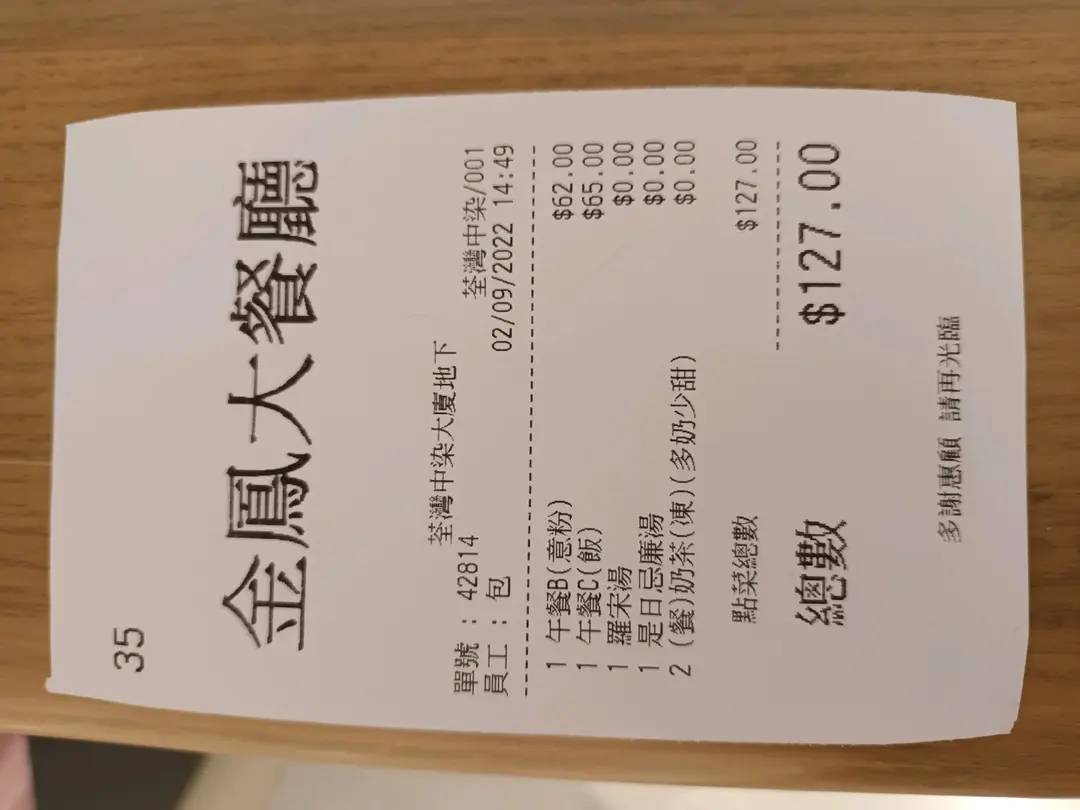 35
金鳳大餐廳
荃灣中染大廈地下
單號 : 42814 荃灣中染/001
員工 : 包 02/09/2022 14:49
1 午餐B(意粉) $62.00
1 午餐C(飯) $65.00
1 羅宋湯 $0.00
1 是日忌廉湯 $0.00
2 (餐)奶茶(凍)(多奶少甜) $0.00
點菜總數 $127.00
總數 $127.00
多謝惠顧 請再光臨